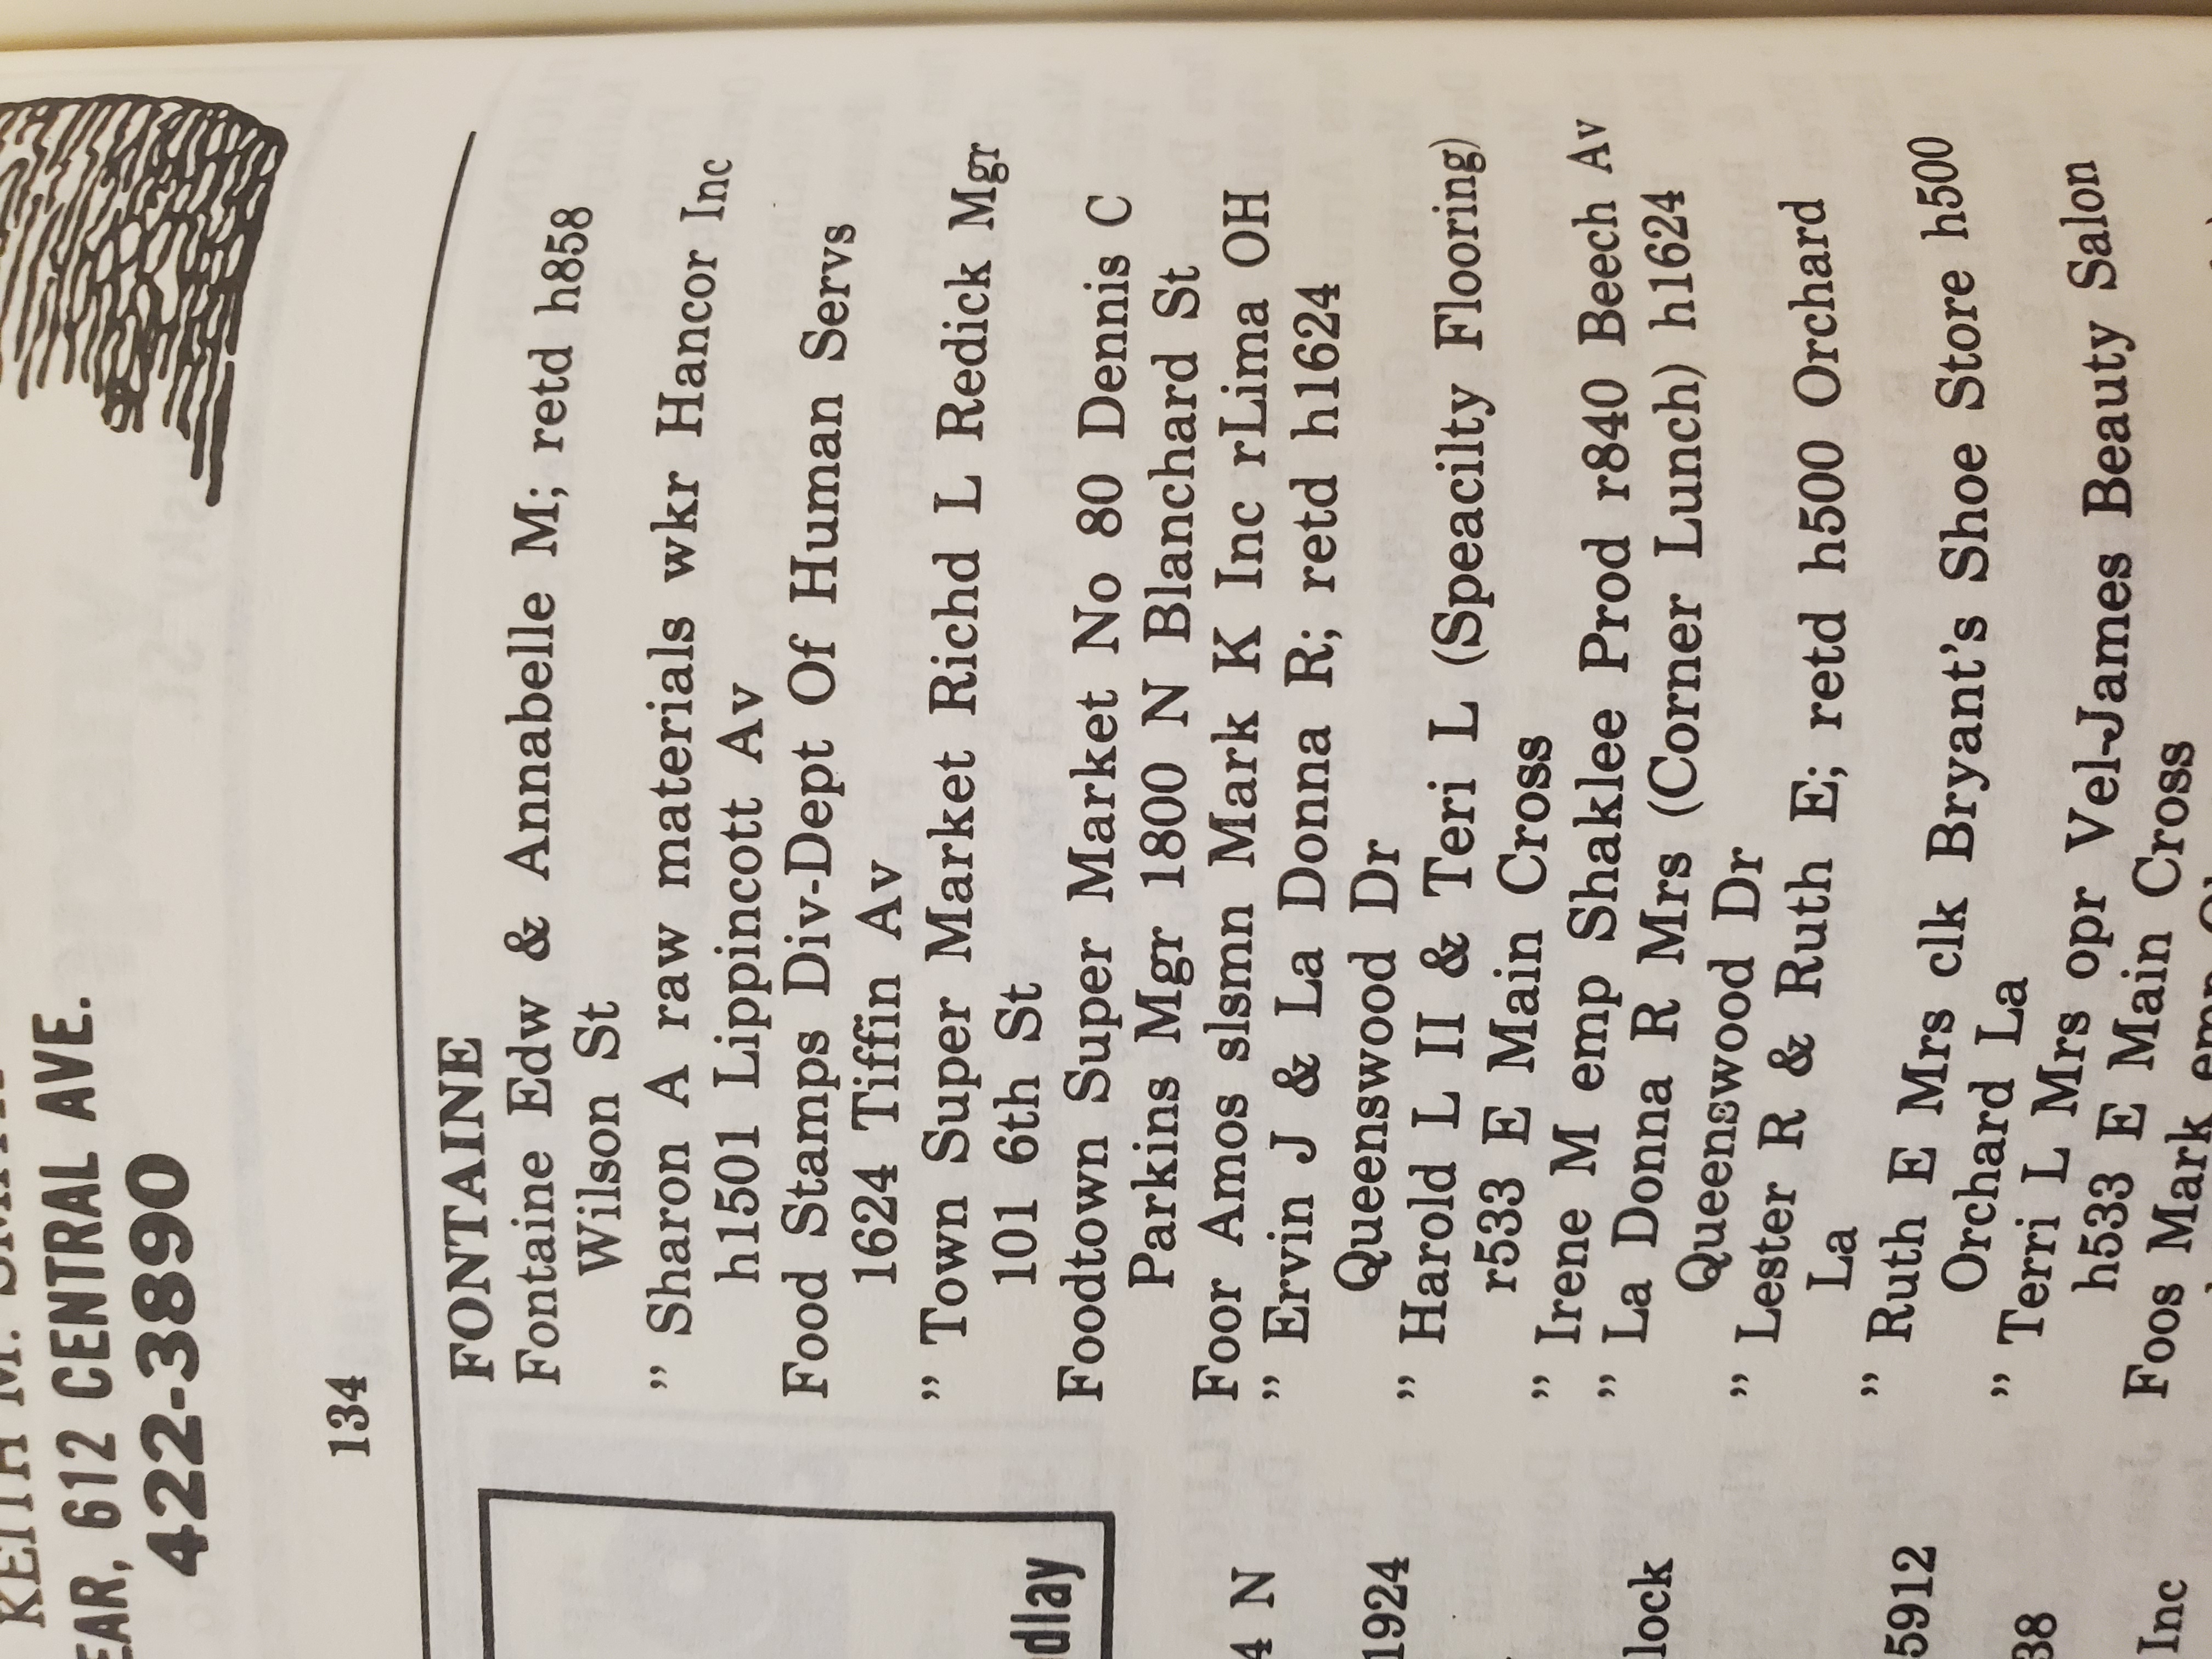 EAR, 612 CENTRAL AVE.
422-3890
134
dlay
4 N
1924
lock
5912
38
Inc
FONTAINE
Fontaine Edw & Annabelle M; retd h858
Wilson St
" Sharon A raw materials wkr Hancor Inc
h1501 Lippincott Av
Food Stamps Div-Dept Of Human Servs
1624 Tiffin Av
" Town Super Market Richd L Redick Mgr
101 6th St
Foodtown Super Market No 80 Dennis C
Parkins Mgr 1800 N Blanchard St
Foor Amos slsmn Mark K Inc rLima OH
" Ervin J & La Donna R; retd h1624
Queenswood Dr
" Harold L II & Teri L (Speacilty Flooring)
r533 E Main Cross
" Irene M emp Shaklee Prod r840 Beech Av
" La Donna R Mrs (Corner Lunch) h1624
Queenswood Dr
" Lester R & Ruth E; retd h500 Orchard
La
" Ruth E Mrs clk Bryant's Shoe Store h500
Orchard La
" Terri L Mrs opr Vel-James Beauty Salon
h533 E Main Cross
Foos Mark emp